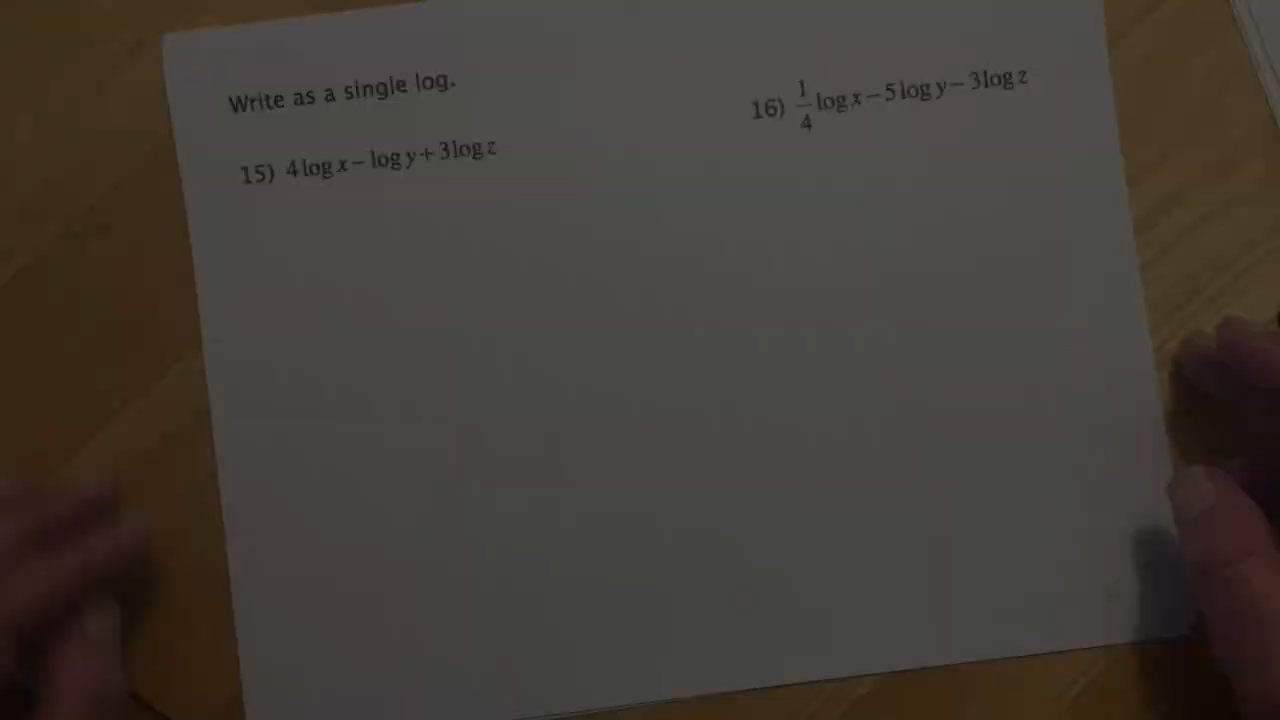 Write as a single log.
15) 4 log x − log y + 3 log z
16) 1/4 log x − 5 log y − 3 log z